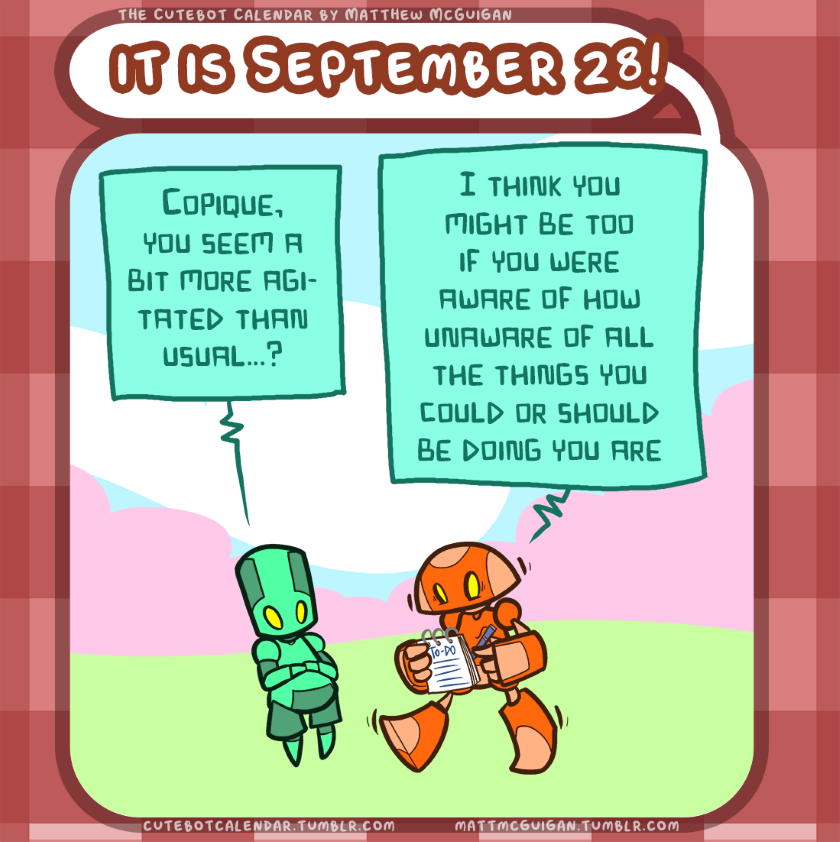 The Cutebot Calendar by Matthew McGuigan
It is September 28!
Copique,
you seem a
bit more agi-
tated than
usual...?
I think you
might be too
if you were
aware of how
unaware of all
the things you
could or should
be doing you are
To-Do
cutebotcalendar.tumblr.com
mattmcguigan.tumblr.com